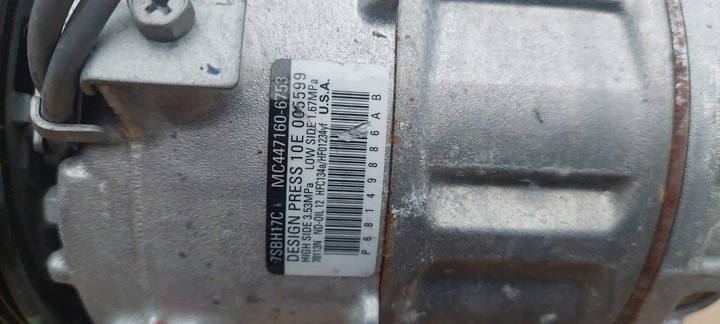 7SBH17C MC447160-6753
DESIGN PRESS 10E 005599
HIGH SIDE 3.53MPa LOW SIDE 1.67MPa
70113N ND-OIL 12 HFC134a/HFO1234yf U.S.A.
P68149886AB